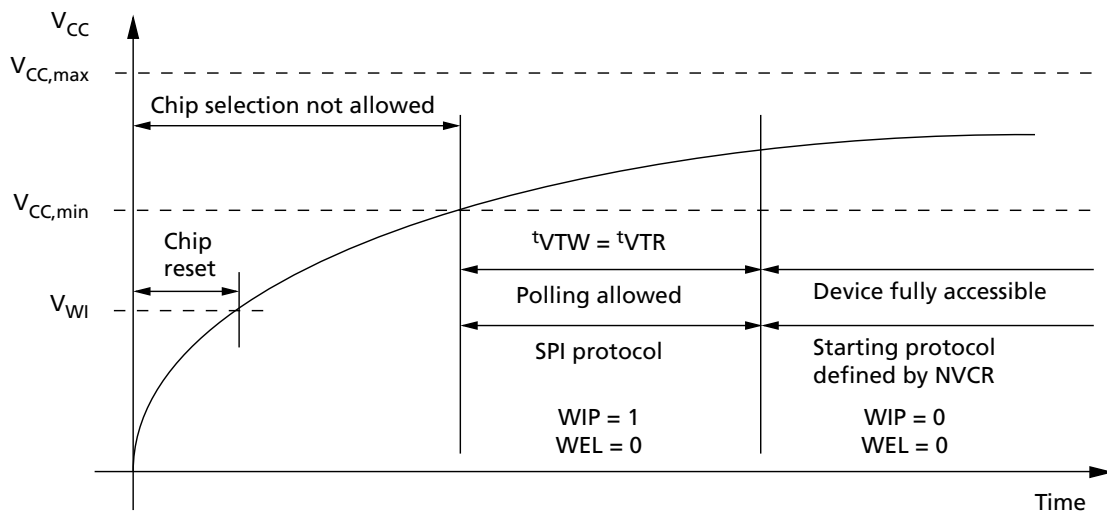 VCC
VCC,max
Chip selection not allowed
VCC,min
Chip
reset
tVTW = tVTR
VWI
Polling allowed
Device fully accessible
SPI protocol
Starting protocol
defined by NVCR
WIP = 1
WEL = 0
WIP = 0
WEL = 0
Time